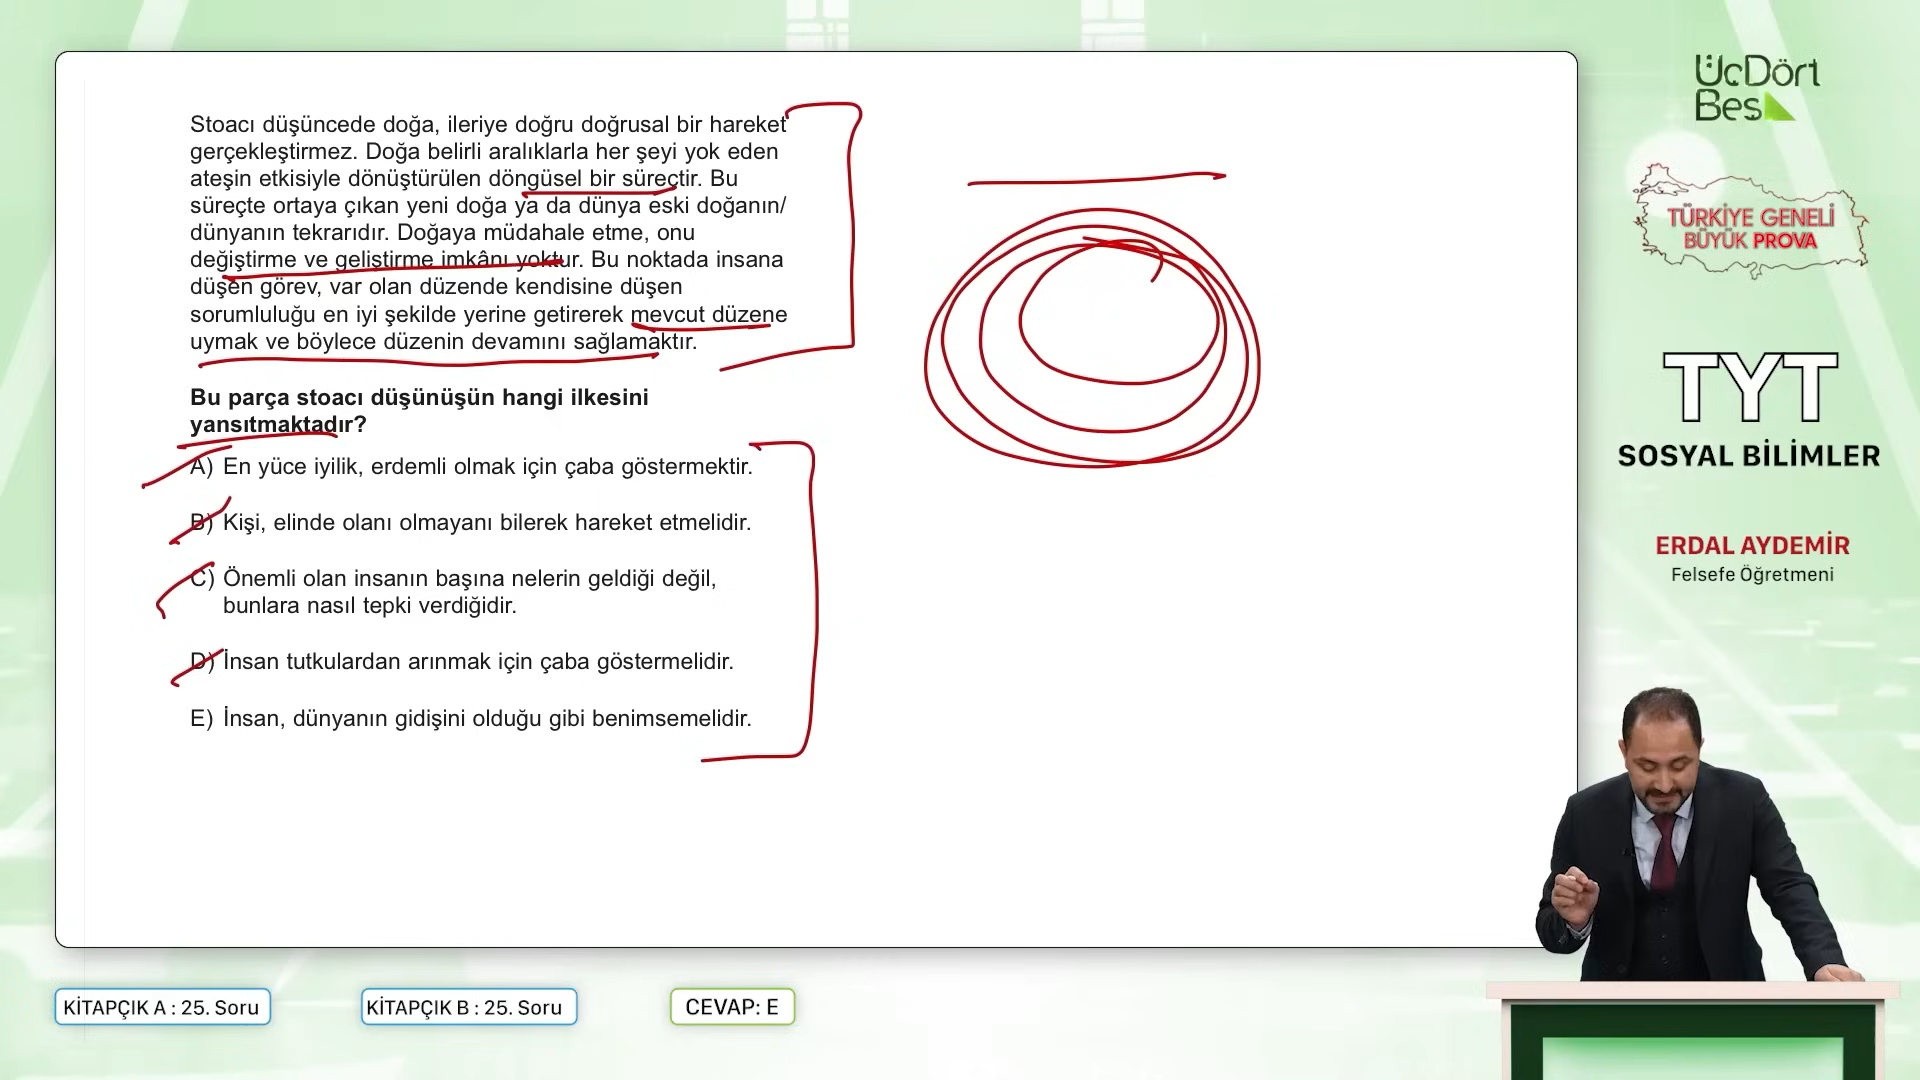 Stoacı düşüncede doğa, ileriye doğru doğrusal bir hareket
gerçekleştirmez. Doğa belirli aralıklarla her şeyi yok eden
ateşin etkisiyle dönüştürülen döngüsel bir süreçtir. Bu
süreçte ortaya çıkan yeni doğa ya da dünya eski doğanın/
dünyanın tekrarıdır. Doğaya müdahale etme, onu
değiştirme ve geliştirme imkânı yoktur. Bu noktada insana
düşen görev, var olan düzende kendisine düşen
sorumluluğu en iyi şekilde yerine getirerek mevcut düzene
uymak ve böylece düzenin devamını sağlamaktır.
Bu parça stoacı düşünüşün hangi ilkesini
yansıtmaktadır?
A) En yüce iyilik, erdemli olmak için çaba göstermektir.
B) Kişi, elinde olanı olmayanı bilerek hareket etmelidir.
C) Önemli olan insanın başına nelerin geldiği değil,
bunlara nasıl tepki verdiğidir.
D) İnsan tutkulardan arınmak için çaba göstermelidir.
E) İnsan, dünyanın gidişini olduğu gibi benimsemelidir.
ÜçDört
Beş
TÜRKİYE GENELİ
BÜYÜK PROVA
TYT
SOSYAL BİLİMLER
ERDAL AYDEMİR
Felsefe Öğretmeni
KİTAPÇIK A : 25. Soru
KİTAPÇIK B : 25. Soru
CEVAP: E